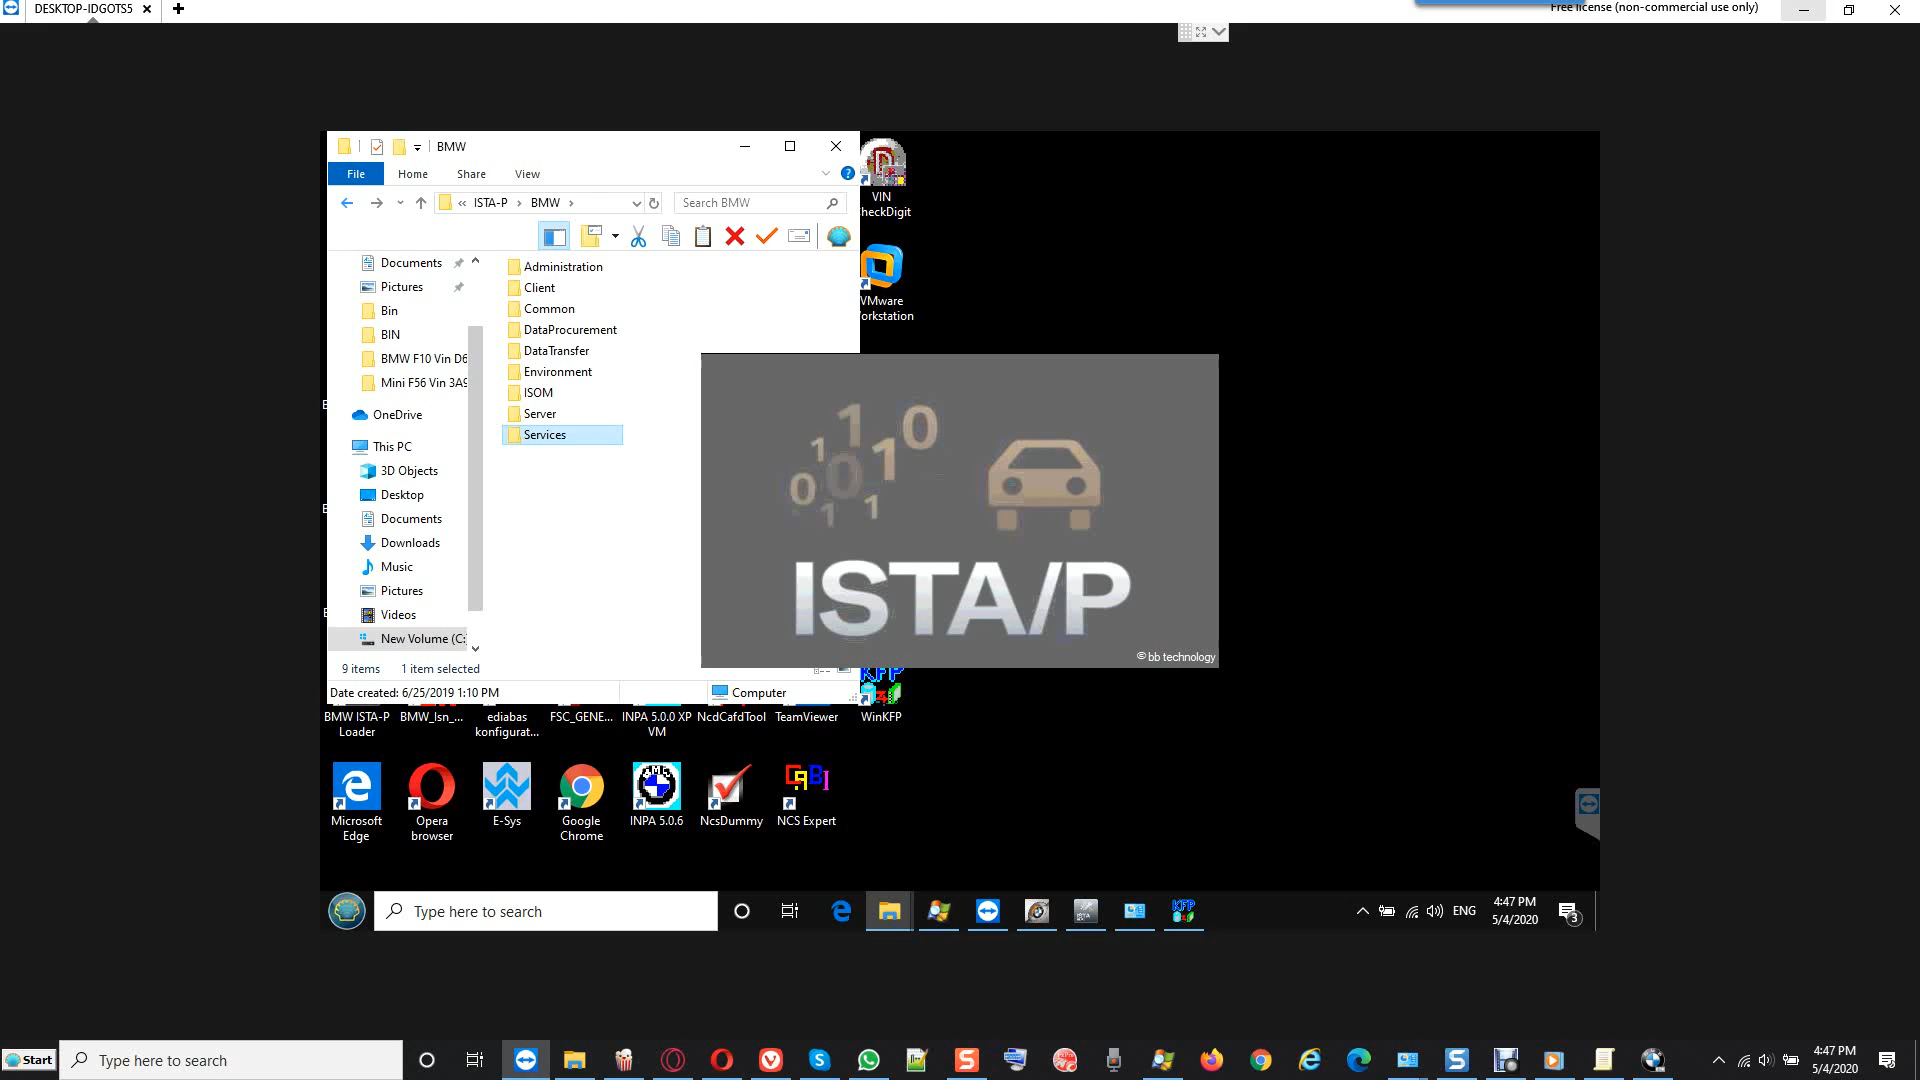 DESKTOP-IDGOTS5
Free license (non-commercial use only)
BMW
File
Home
Share
View
« ISTA-P > BMW >
Search BMW
Documents
Pictures
Bin
BIN
BMW F10 Vin D6
Mini F56 Vin 3A9
OneDrive
This PC
3D Objects
Desktop
Documents
Downloads
Music
Pictures
Videos
New Volume (C:
Administration
Client
Common
DataProcurement
DataTransfer
Environment
ISOM
Server
Services
9 items
1 item selected
Date created: 6/25/2019 1:10 PM
Computer
1 1 0
1 0 0 1
1 1
ISTA/P
© bb technology
VIN
heckDigit
VMware
orkstation
KFP
WinKFP
BMW ISTA-P
Loader
BMW_lsn_...
ediabas
konfigurat...
FSC_GENE...
INPA 5.0.0 XP
VM
NcdCafdTool
TeamViewer
Microsoft
Edge
Opera
browser
E-Sys
Google
Chrome
INPA 5.0.6
NcsDummy
NCS Expert
Type here to search
KFP
ENG
4:47 PM
5/4/2020
3
Start
Type here to search
4:47 PM
5/4/2020